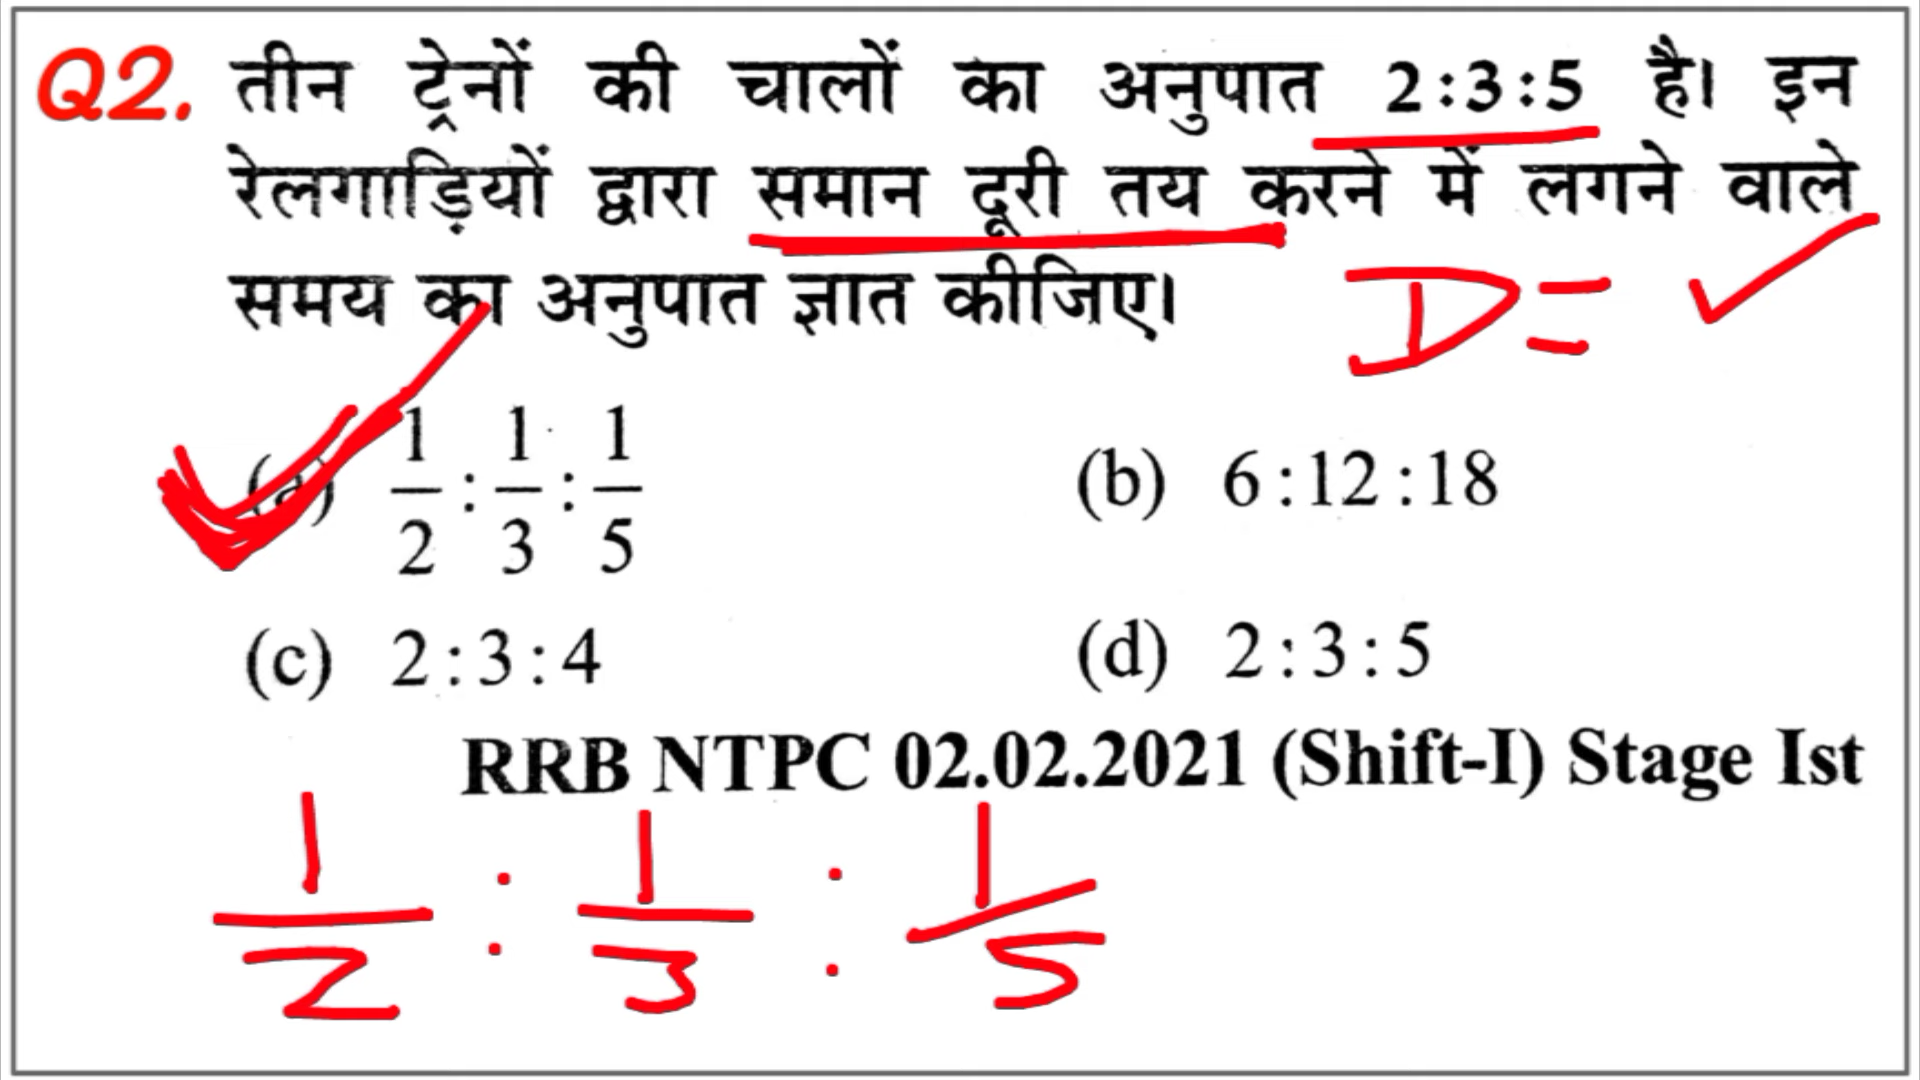 Q2. तीन ट्रेनों की चालों का अनुपात 2:3:5 है। इन
रेलगाड़ियों द्वारा समान दूरी तय करने में लगने वाले
समय का अनुपात ज्ञात कीजिए।
D =
(a) 1/2 : 1/3 : 1/5 (b) 6:12:18
(c) 2:3:4 (d) 2:3:5
RRB NTPC 02.02.2021 (Shift-I) Stage Ist
1/2 : 1/3 : 1/5